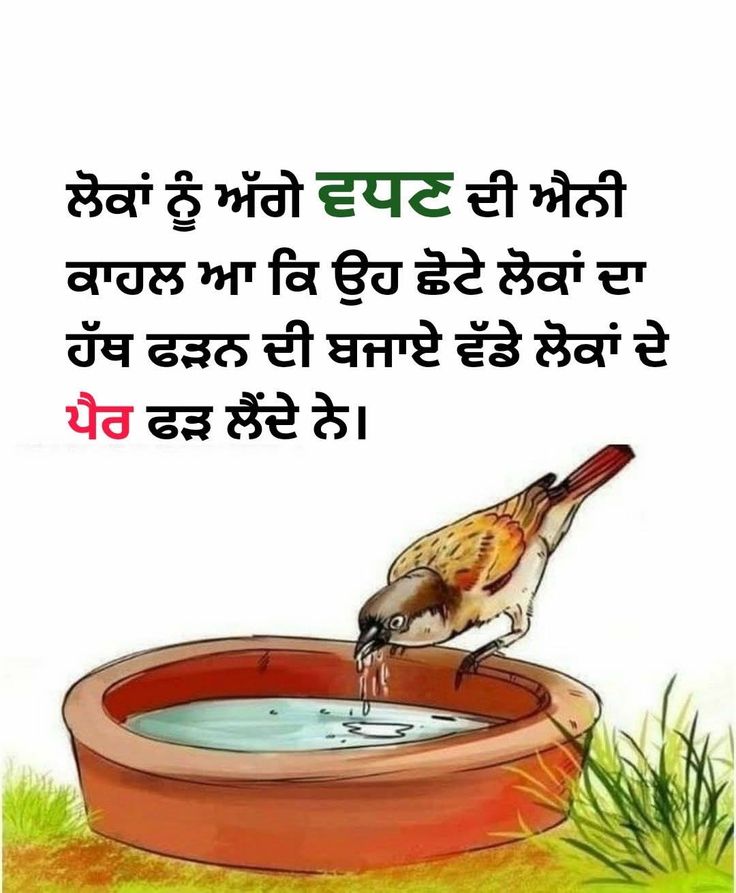 ਲੋਕਾਂ ਨੂੰ ਅੱਗੇ ਵਧਣ ਦੀ ਐਨੀ
ਕਾਹਲ ਆ ਕਿ ਉਹ ਛੋਟੇ ਲੋਕਾਂ ਦਾ
ਹੱਥ ਫੜਨ ਦੀ ਬਜਾਏ ਵੱਡੇ ਲੋਕਾਂ ਦੇ
ਪੈਰ ਫੜ ਲੈਂਦੇ ਨੇ।